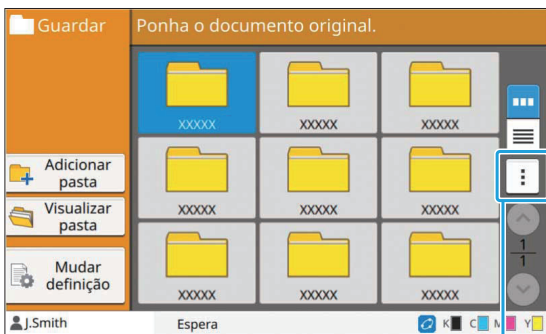 Guardar
Ponha o documento original.
XXXXX
XXXXX
XXXXX
Adicionar
pasta
XXXXX
XXXXX
XXXXX
Visualizar
pasta
1
1
Mudar
definição
XXXXX
XXXXX
XXXXX
J.Smith
Espera
K
C
M
Y